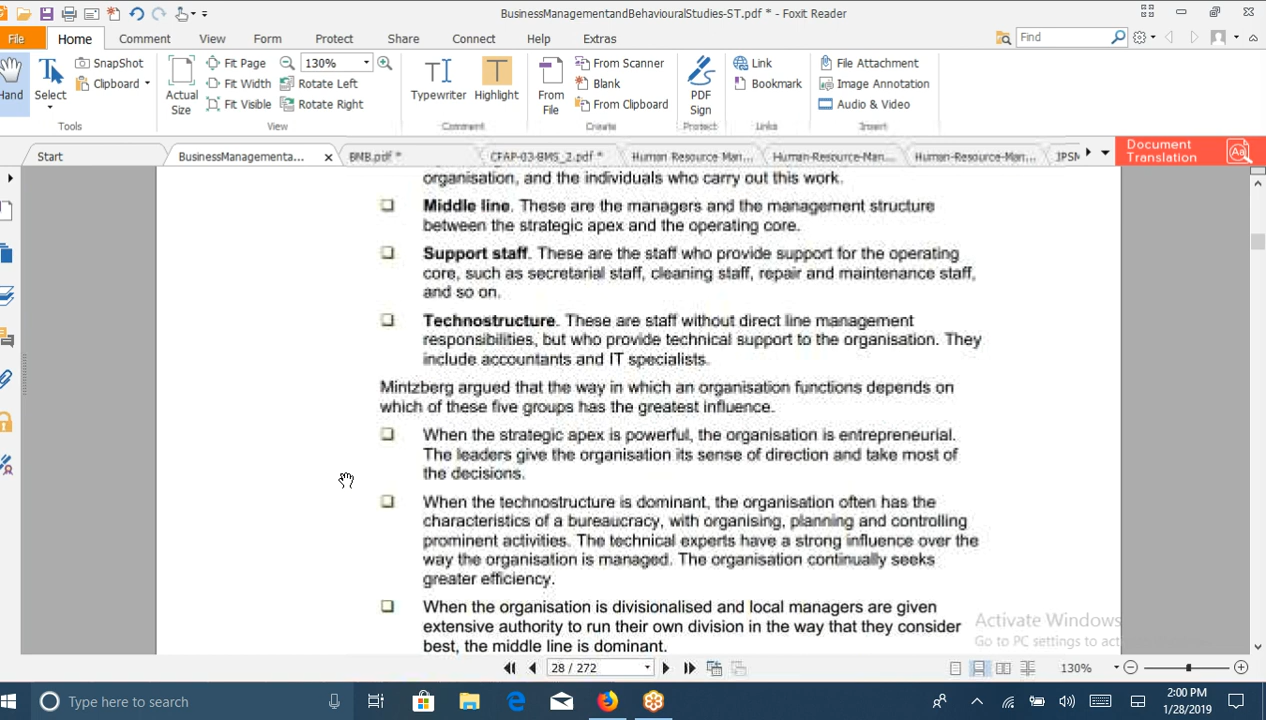 BusinessManagementandBehaviouralStudies-ST.pdf * - Foxit Reader
File Home Comment View Form Protect Share Connect Help Extras Find
Hand Select SnapShot Clipboard Actual Size Fit Page Fit Width Fit Visible 130% Rotate Left Rotate Right Typewriter Highlight From File From Scanner Blank From Clipboard PDF Sign Link Bookmark File Attachment Image Annotation Audio & Video
Tools View Comment Create Protect Links Insert
Start BusinessManagementa... BMB.pdf * CFAP-03-BMS_2.pdf * Human Resource Man... Human-Resource-Man... Human-Resource-Man... JPSM Document Translation
organisation, and the individuals who carry out this work.
Middle line. These are the managers and the management structure
between the strategic apex and the operating core.
Support staff. These are the staff who provide support for the operating
core, such as secretarial staff, cleaning staff, repair and maintenance staff,
and so on.
Technostructure. These are staff without direct line management
responsibilities, but who provide technical support to the organisation. They
include accountants and IT specialists.
Mintzberg argued that the way in which an organisation functions depends on
which of these five groups has the greatest influence.
When the strategic apex is powerful, the organisation is entrepreneurial.
The leaders give the organisation its sense of direction and take most of
the decisions.
When the technostructure is dominant, the organisation often has the
characteristics of a bureaucracy, with organising, planning and controlling
prominent activities. The technical experts have a strong influence over the
way the organisation is managed. The organisation continually seeks
greater efficiency.
When the organisation is divisionalised and local managers are given
extensive authority to run their own division in the way that they consider
best, the middle line is dominant.
Activate Windows
Go to PC settings to act
28 / 272 130%
Type here to search
2:00 PM
1/28/2019